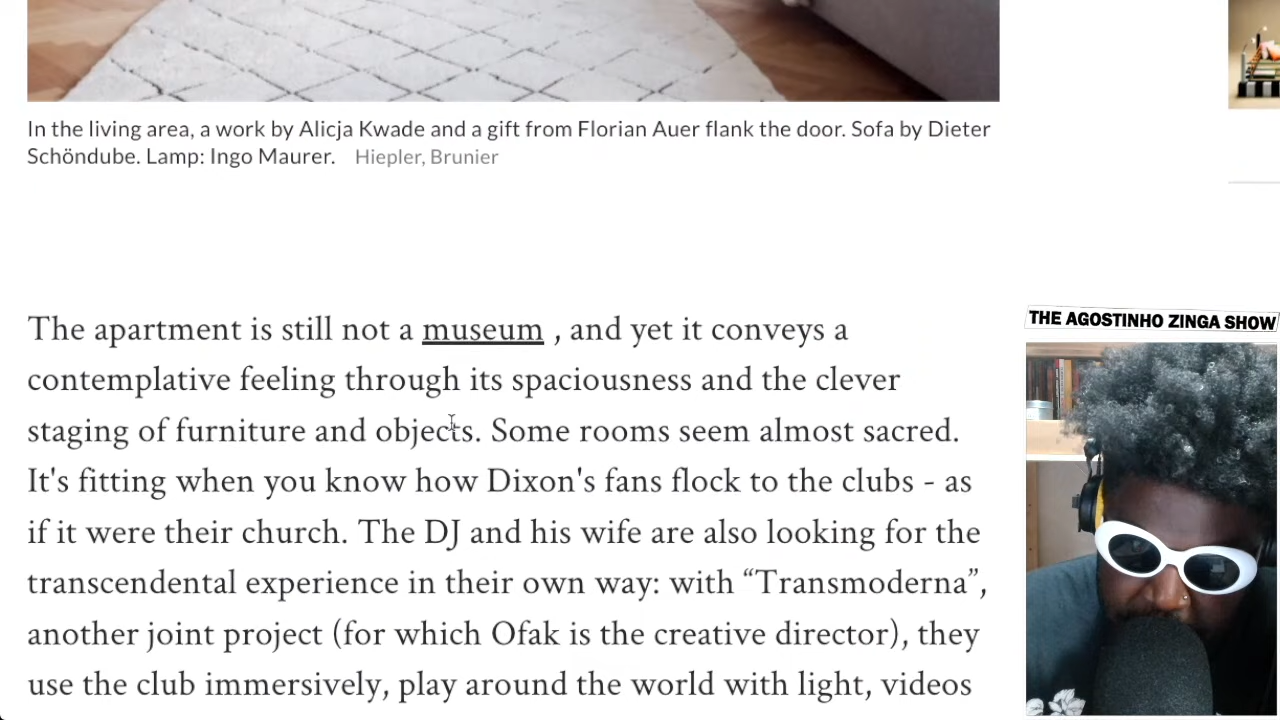 In the living area, a work by Alicja Kwade and a gift from Florian Auer flank the door. Sofa by Dieter
Schöndube. Lamp: Ingo Maurer. Hiepler, Brunier
The apartment is still not a museum , and yet it conveys a
contemplative feeling through its spaciousness and the clever
staging of furniture and objects. Some rooms seem almost sacred.
It's fitting when you know how Dixon's fans flock to the clubs - as
if it were their church. The DJ and his wife are also looking for the
transcendental experience in their own way: with “Transmoderna”,
another joint project (for which Ofak is the creative director), they
use the club immersively, play around the world with light, videos
THE AGOSTINHO ZINGA SHOW